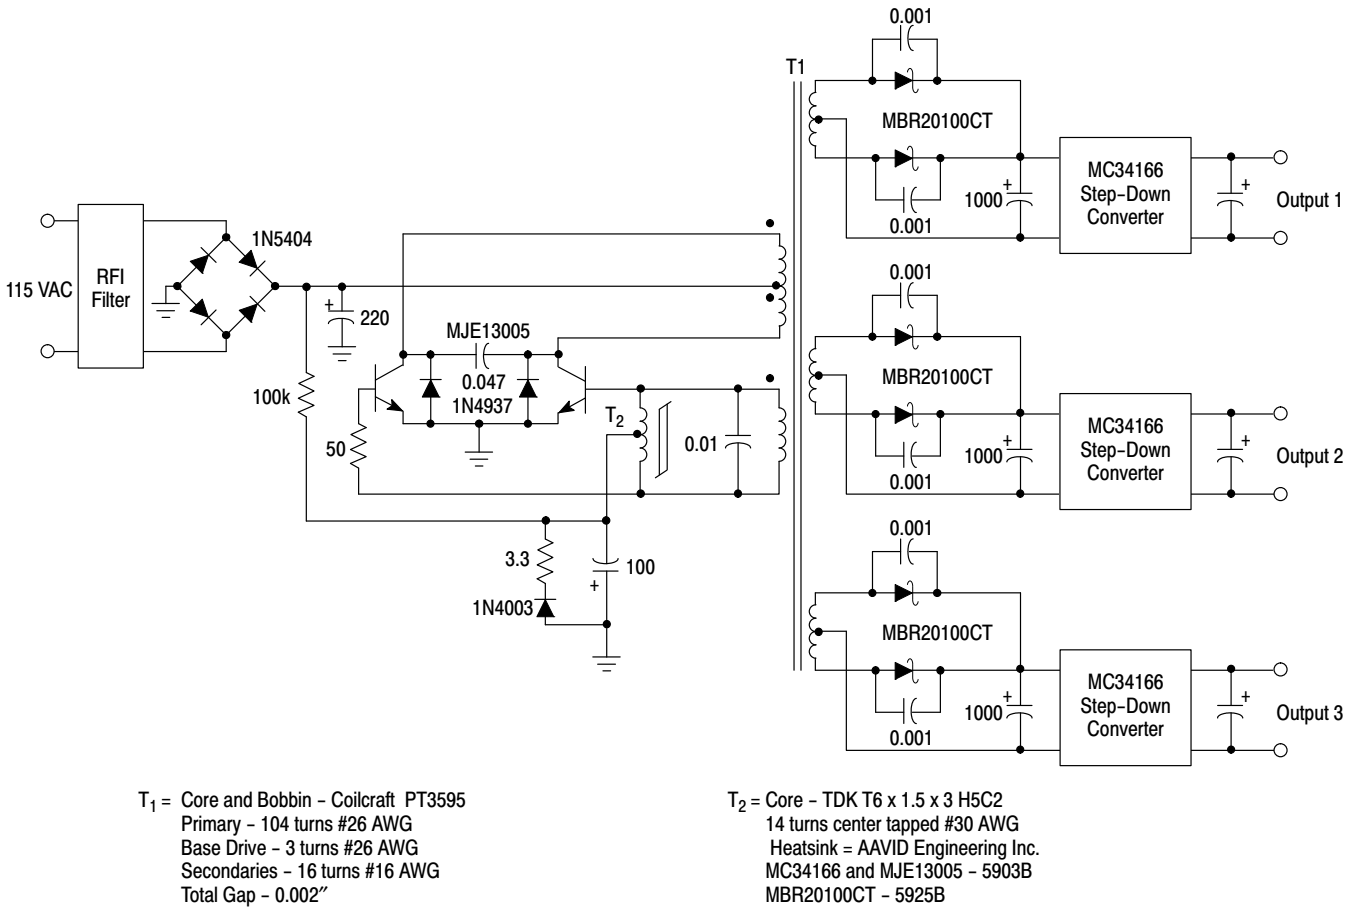 0.001
T1
MBR20100CT
MC34166
Step–Down
Converter
+
1000
+
Output 1
0.001
115 VAC
RFI
Filter
1N5404
+
220
0.001
MJE13005
0.047
1N4937
100k
50
T2
0.01
MBR20100CT
MC34166
Step–Down
Converter
+
1000
+
Output 2
0.001
0.001
3.3
100
+
1N4003
MBR20100CT
MC34166
Step–Down
Converter
+
1000
+
Output 3
0.001
T1 = Core and Bobbin – Coilcraft PT3595
Primary – 104 turns #26 AWG
Base Drive – 3 turns #26 AWG
Secondaries – 16 turns #16 AWG
Total Gap – 0.002″
T2 = Core – TDK T6 x 1.5 x 3 H5C2
14 turns center tapped #30 AWG
Heatsink = AAVID Engineering Inc.
MC34166 and MJE13005 – 5903B
MBR20100CT – 5925B